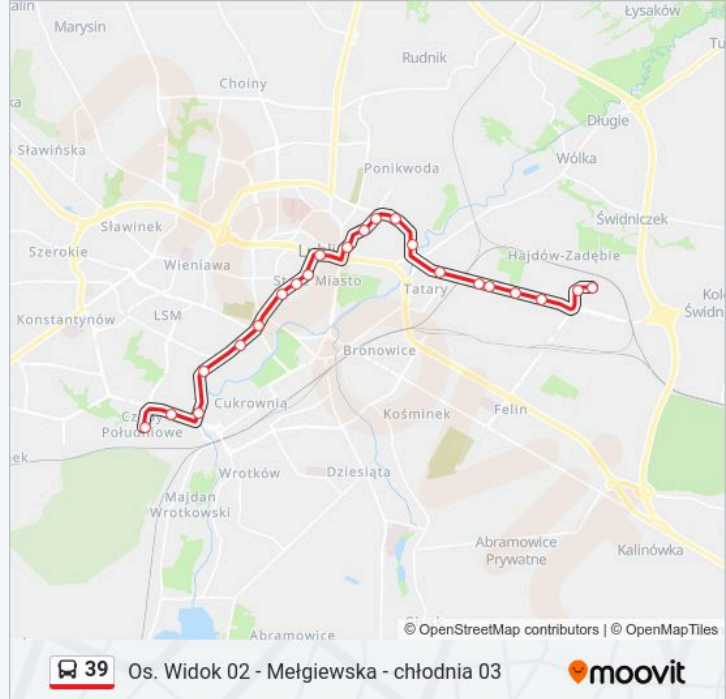 Łysaków
Marysin
Rudnik
Choiny
Długie
Sławińska
Ponikwoda
Wólka
Sławinek
Świdniczek
Szerokie
Wieniawa
Hajdów-Zadębie
Stare Miasto
Tatary
LSM
Konstantynów
Bronowice
Cukrownią
Kośminek
Felin
Południowe
Wrotków
Dziesiąta
Majdan
Wrotkowski
Abramowice
Prywatne
Kalinówka
© OpenStreetMap contributors | © OpenMapTiles
Abramowice
39 Os. Widok 02 - Mełgiewska - chłodnia 03 moovit